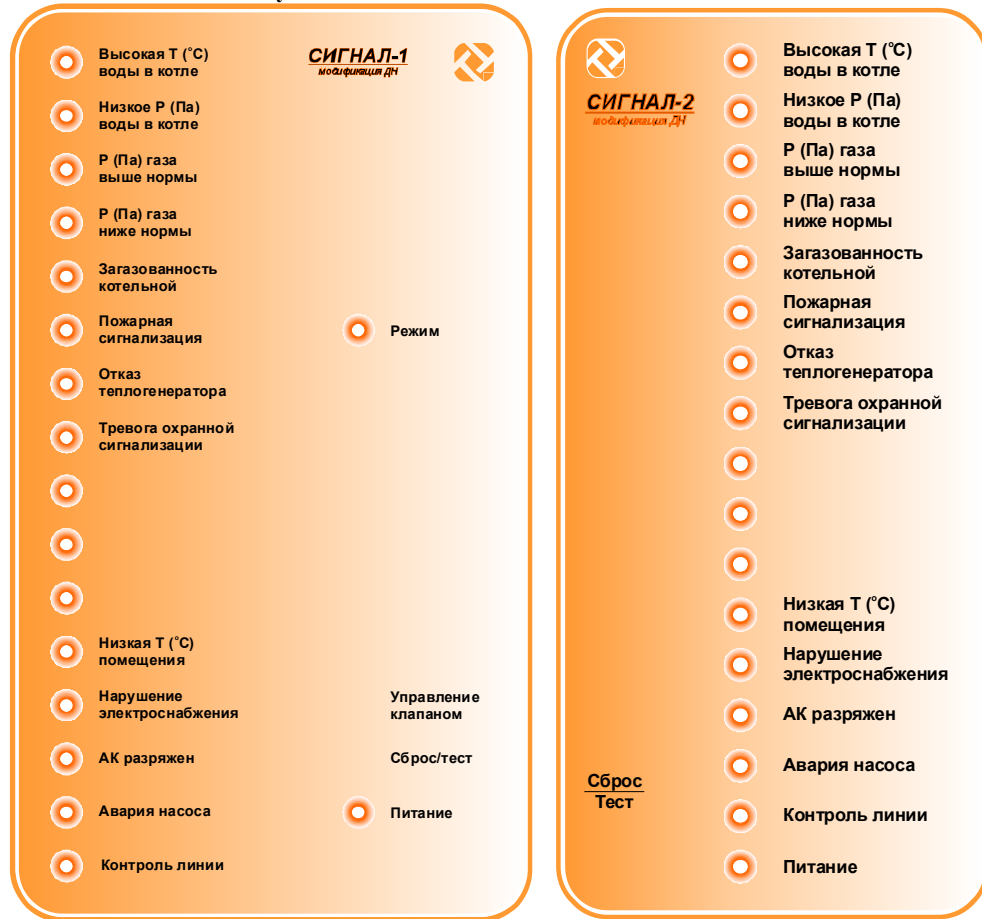 Высокая Т (°С)
воды в котле
СИГНАЛ-1
модификация ДН
Низкое Р (Па)
воды в котле
Р (Па) газа
выше нормы
Р (Па) газа
ниже нормы
Загазованность
котельной
Пожарная
сигнализация
Режим
Отказ
теплогенератора
Тревога охранной
сигнализации
Низкая Т (°С)
помещения
Нарушение
электроснабжения
Управление
клапаном
АК разряжен
Сброс/тест
Авария насоса
Питание
Контроль линии
СИГНАЛ-2
модификация ДН
Высокая Т (°С)
воды в котле
Низкое Р (Па)
воды в котле
Р (Па) газа
выше нормы
Р (Па) газа
ниже нормы
Загазованность
котельной
Пожарная
сигнализация
Отказ
теплогенератора
Тревога охранной
сигнализации
Низкая Т (°С)
помещения
Нарушение
электроснабжения
АК разряжен
Авария насоса
Сброс
Тест
Контроль линии
Питание